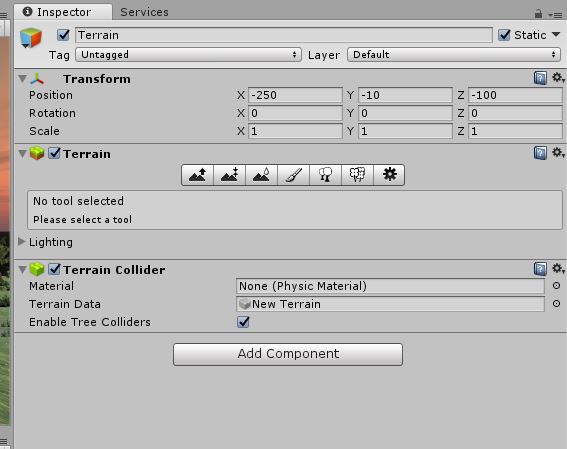 Inspector Services
Terrain Static
Tag Untagged Layer Default
Transform
Position X -250 Y -10 Z -100
Rotation X 0 Y 0 Z 0
Scale X 1 Y 1 Z 1
Terrain
No tool selected
Please select a tool
Lighting
Terrain Collider
Material None (Physic Material)
Terrain Data New Terrain
Enable Tree Colliders
Add Component